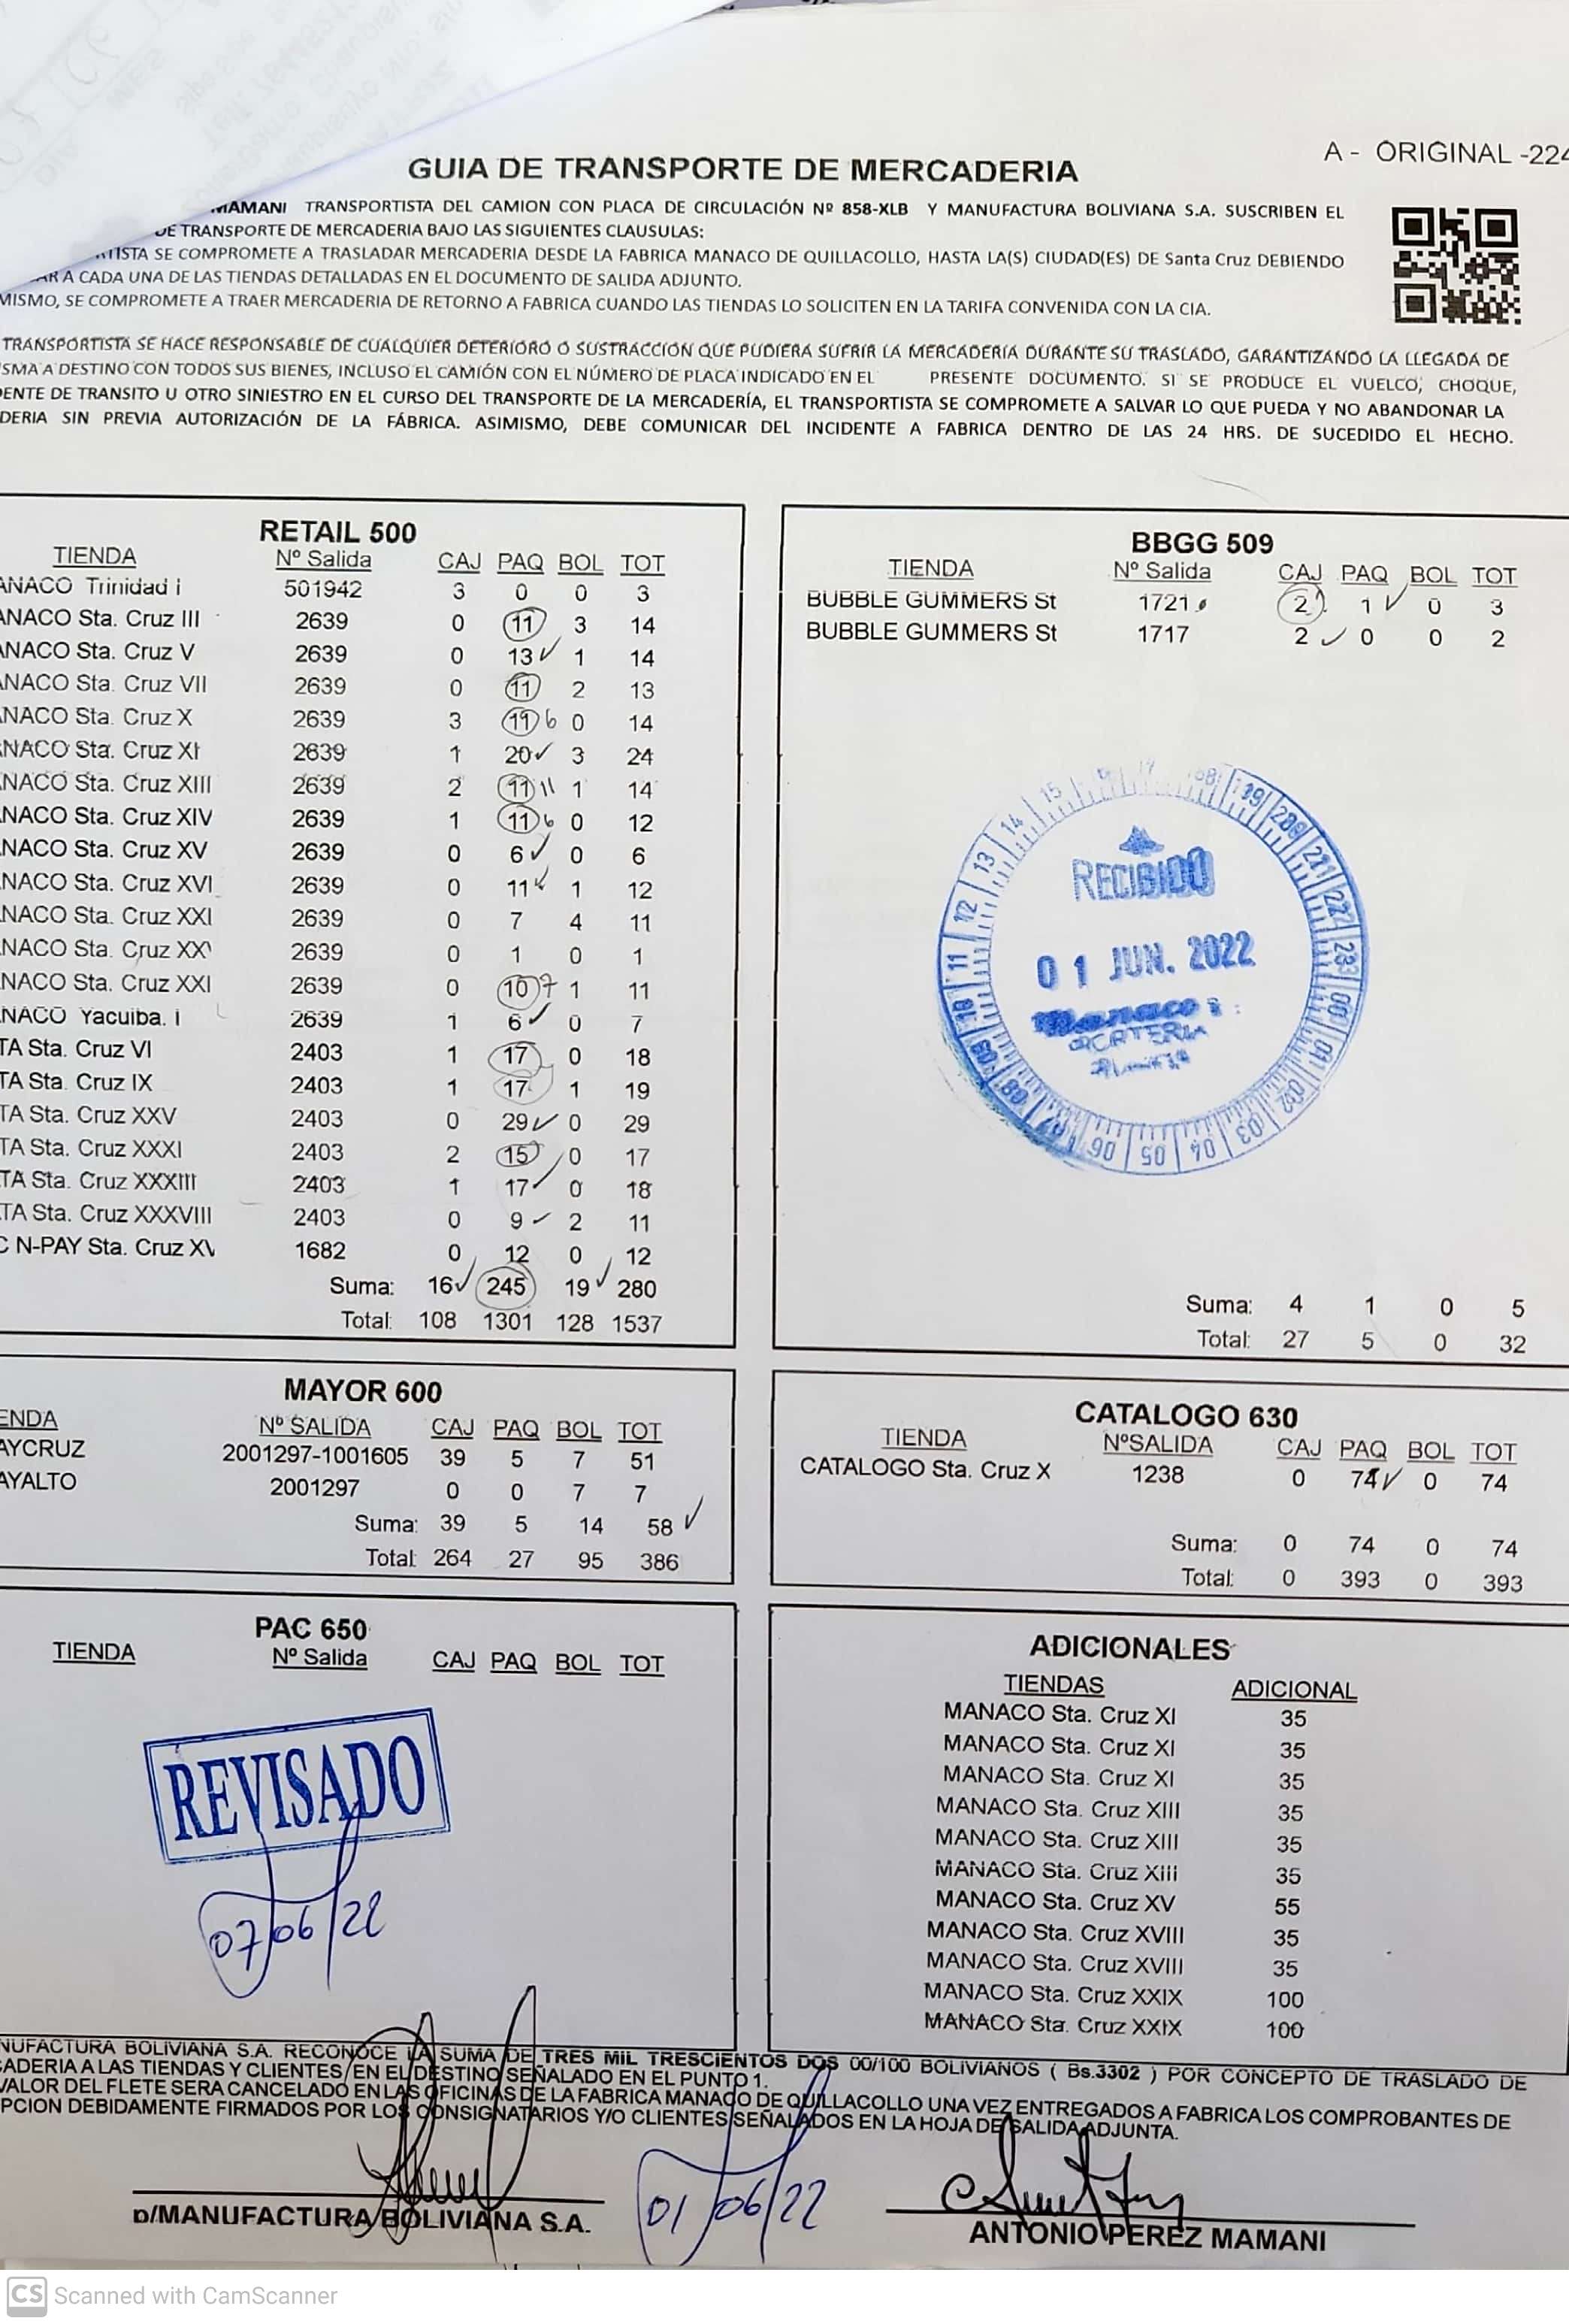 A - ORIGINAL -224
GUIA DE TRANSPORTE DE MERCADERIA
MAMANI TRANSPORTISTA DEL CAMION CON PLACA DE CIRCULACIÓN Nº 858-XLB Y MANUFACTURA BOLIVIANA S.A. SUSCRIBEN EL
DE TRANSPORTE DE MERCADERIA BAJO LAS SIGUIENTES CLAUSULAS:
TISTA SE COMPROMETE A TRASLADAR MERCADERIA DESDE LA FABRICA MANACO DE QUILLACOLLO, HASTA LA(S) CIUDAD(ES) DE Santa Cruz DEBIENDO
AR A CADA UNA DE LAS TIENDAS DETALLADAS EN EL DOCUMENTO DE SALIDA ADJUNTO.
MISMO, SE COMPROMETE A TRAER MERCADERIA DE RETORNO A FABRICA CUANDO LAS TIENDAS LO SOLICITEN EN LA TARIFA CONVENIDA CON LA CIA.
TRANSPORTISTA SE HACE RESPONSABLE DE CUALQUIER DETERIORO O SUSTRACCIÓN QUE PUDIERA SUFRIR LA MERCADERÍA DURANTE SU TRASLADO, GARANTIZANDO LA LLEGADA DE
SMA A DESTINO CON TODOS SUS BIENES, INCLUSO EL CAMIÓN CON EL NÚMERO DE PLACA INDICADO EN EL PRESENTE DOCUMENTO. SI SE PRODUCE EL VUELCO, CHOQUE,
DENTE DE TRANSITO U OTRO SINIESTRO EN EL CURSO DEL TRANSPORTE DE LA MERCADERÍA, EL TRANSPORTISTA SE COMPROMETE A SALVAR LO QUE PUEDA Y NO ABANDONAR LA
DERIA SIN PREVIA AUTORIZACIÓN DE LA FÁBRICA. ASIMISMO, DEBE COMUNICAR DEL INCIDENTE A FABRICA DENTRO DE LAS 24 HRS. DE SUCEDIDO EL HECHO.
RETAIL 500
TIENDA Nº Salida CAJ PAQ BOL TOT
ANACO Trinidad i 501942 3 0 0 3
ANACO Sta. Cruz III 2639 0 11 3 14
ANACO Sta. Cruz V 2639 0 13 1 14
ANACO Sta. Cruz VII 2639 0 11 2 13
ANACO Sta. Cruz X 2639 3 11 6 0 14
NACO Sta. Cruz XI 2639 1 20 3 24
NACO Sta. Cruz XIII 2639 2 11 11 1 14
NACO Sta. Cruz XIV 2639 1 11 6 0 12
NACO Sta. Cruz XV 2639 0 6 0 6
NACO Sta. Cruz XVI 2639 0 11 1 12
NACO Sta. Cruz XXI 2639 0 7 4 11
NACO Sta. Cruz XX 2639 0 1 0 1
NACO Sta. Cruz XXI 2639 0 10 7 1 11
NACO Yacuiba. i 2639 1 6 0 7
TA Sta. Cruz VI 2403 1 17 0 18
TA Sta. Cruz IX 2403 1 17 1 19
TA Sta. Cruz XXV 2403 0 29 0 29
TA Sta. Cruz XXXI 2403 2 15 0 17
TA Sta. Cruz XXXIII 2403 1 17 0 18
TA Sta. Cruz XXXVIII 2403 0 9 2 11
C N-PAY Sta. Cruz XV 1682 0 12 0 12
Suma: 16 245 19 280
Total: 108 1301 128 1537
BBGG 509
TIENDA Nº Salida CAJ PAQ BOL TOT
BUBBLE GUMMERS St 1721 2 1 0 3
BUBBLE GUMMERS St 1717 2 0 0 2
RECIBIDO
01 JUN. 2022
Suma: 4 1 0 5
Total: 27 5 0 32
MAYOR 600
ENDA Nº SALIDA CAJ PAQ BOL TOT
AYCRUZ 2001297-1001605 39 5 7 51
AYALTO 2001297 0 0 7 7
Suma: 39 5 14 58
Total: 264 27 95 386
CATALOGO 630
TIENDA NºSALIDA CAJ PAQ BOL TOT
CATALOGO Sta. Cruz X 1238 0 74 0 74
Suma: 0 74 0 74
Total: 0 393 0 393
PAC 650
TIENDA Nº Salida CAJ PAQ BOL TOT
REVISADO
07/06/22
ADICIONALES
TIENDAS ADICIONAL
MANACO Sta. Cruz XI 35
MANACO Sta. Cruz XI 35
MANACO Sta. Cruz XI 35
MANACO Sta. Cruz XIII 35
MANACO Sta. Cruz XIII 35
MANACO Sta. Cruz XIII 35
MANACO Sta. Cruz XV 55
MANACO Sta. Cruz XVIII 35
MANACO Sta. Cruz XVIII 35
MANACO Sta. Cruz XXIX 100
MANACO Sta. Cruz XXIX 100
NUFACTURA BOLIVIANA S.A. RECONOCE LA SUMA DE TRES MIL TRESCIENTOS DOS 00/100 BOLIVIANOS ( Bs.3302 ) POR CONCEPTO DE TRASLADO DE
CADERIA A LAS TIENDAS Y CLIENTES EN EL DESTINO SEÑALADO EN EL PUNTO 1.
VALOR DEL FLETE SERA CANCELADO EN LAS OFICINAS DE LA FABRICA MANACO DE QUILLACOLLO UNA VEZ ENTREGADOS A FABRICA LOS COMPROBANTES DE
PCION DEBIDAMENTE FIRMADOS POR LOS CONSIGNATARIOS Y/O CLIENTES SEÑALADOS EN LA HOJA DE SALIDA ADJUNTA.
01/06/22
p/MANUFACTURA BOLIVIANA S.A.
ANTONIO PEREZ MAMANI
CS Scanned with CamScanner